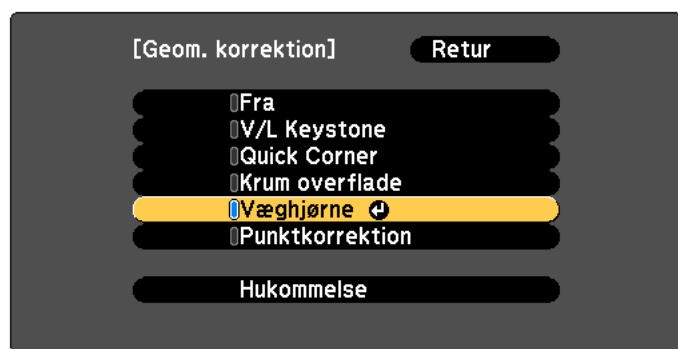 [Geom. korrektion] Retur
Fra
V/L Keystone
Quick Corner
Krum overflade
Væghjørne
Punktkorrektion
Hukommelse